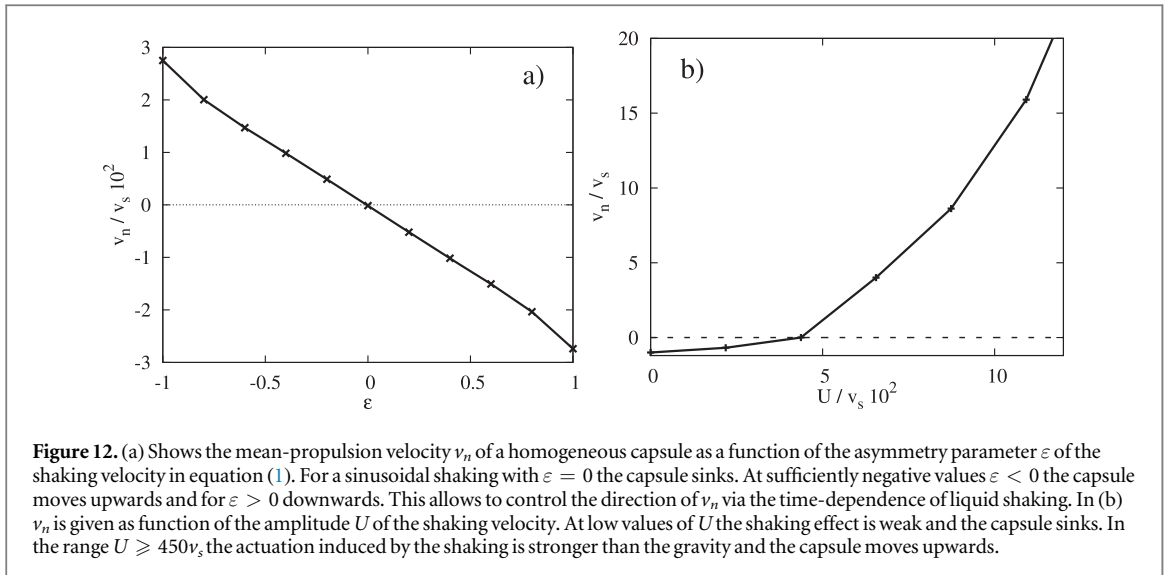 3
2
1
0
-1
-2
-3
-1
-0.5
0
0.5
1
ε
v_n / v_s 10²
a)
20
15
10
5
0
0
5
10
U / v_s 10²
v_n / v_s
b)
Figure 12. (a) Shows the mean-propulsion velocity v_n of a homogeneous capsule as a function of the asymmetry parameter ε of the
shaking velocity in equation (1). For a sinusoidal shaking with ε = 0 the capsule sinks. At sufficiently negative values ε < 0 the capsule
moves upwards and for ε > 0 downwards. This allows to control the direction of v_n via the time-dependence of liquid shaking. In (b)
v_n is given as function of the amplitude U of the shaking velocity. At low values of U the shaking effect is weak and the capsule sinks. In
the range U ⩾ 450v_s the actuation induced by the shaking is stronger than the gravity and the capsule moves upwards.